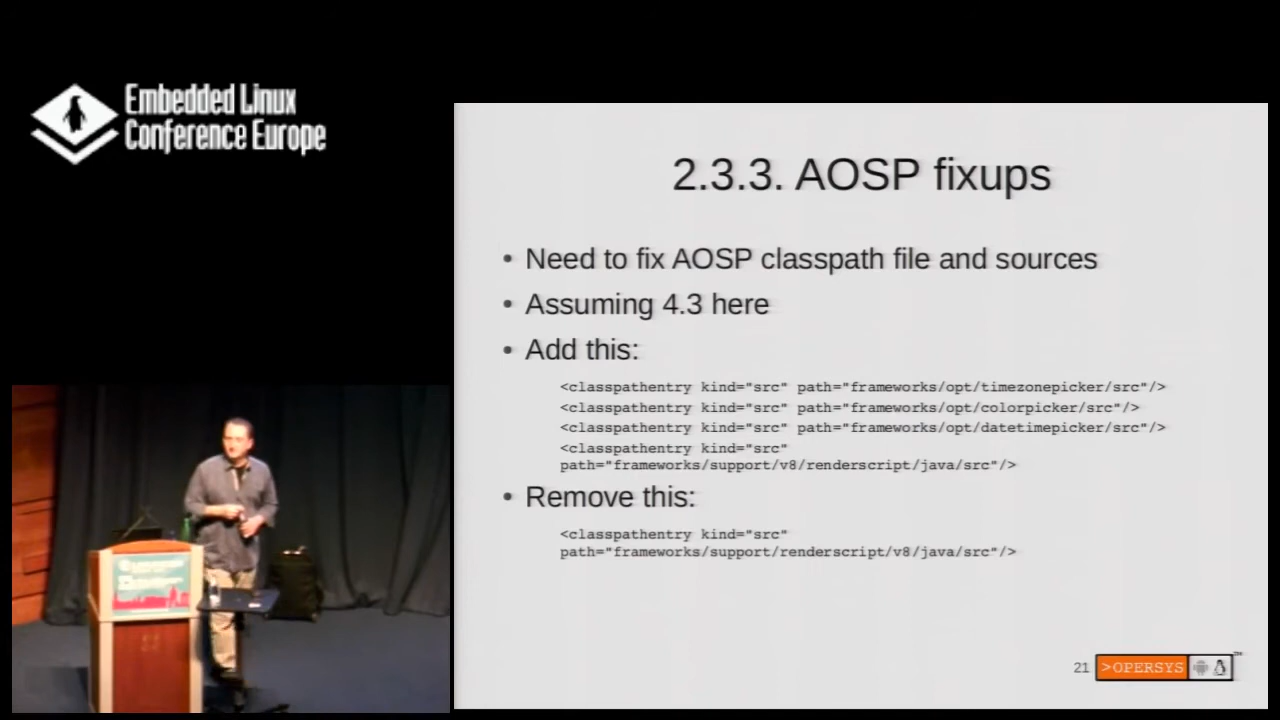 Embedded Linux
Conference Europe
2.3.3. AOSP fixups
• Need to fix AOSP classpath file and sources
• Assuming 4.3 here
• Add this:
<classpathentry kind="src" path="frameworks/opt/timezonepicker/src"/>
<classpathentry kind="src" path="frameworks/opt/colorpicker/src"/>
<classpathentry kind="src" path="frameworks/opt/datetimepicker/src"/>
<classpathentry kind="src"
path="frameworks/support/v8/renderscript/java/src"/>
• Remove this:
<classpathentry kind="src"
path="frameworks/support/renderscript/v8/java/src"/>
21
>OPERSYS
™